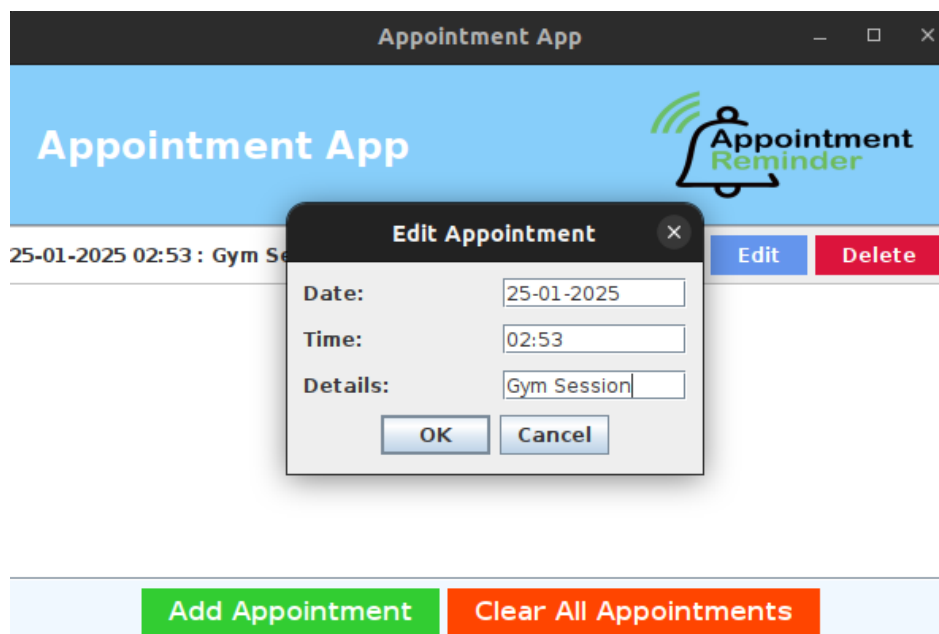 Appointment App
Appointment App
Appointment
Reminder
Edit Appointment
25-01-2025 02:53 : Gym Se
Edit
Delete
Date:
25-01-2025
Time:
02:53
Details:
Gym Session
OK
Cancel
Add Appointment
Clear All Appointments